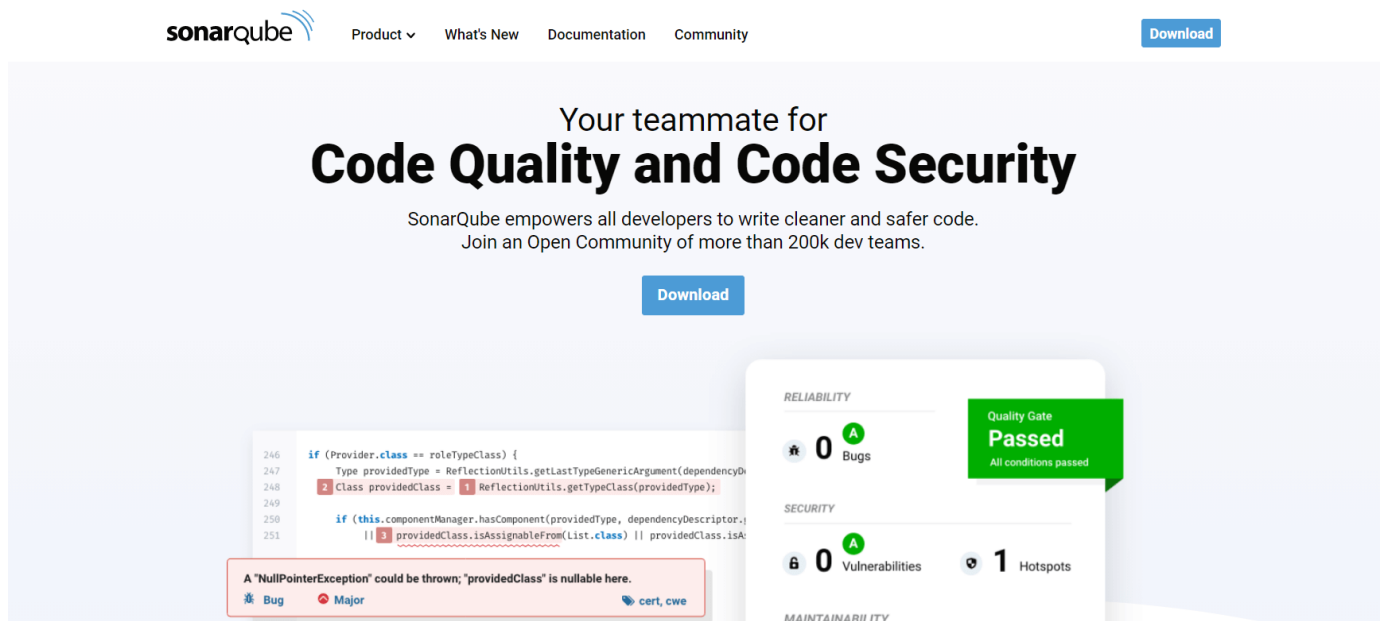 sonarqube
Product
What's New
Documentation
Community
Download
Your teammate for
Code Quality and Code Security
SonarQube empowers all developers to write cleaner and safer code.
Join an Open Community of more than 200k dev teams.
Download
246 if (Provider.class == roleTypeClass) {
247 Type providedType = ReflectionUtils.getLastTypeGenericArgument(dependencyDe
248 2 Class providedClass = 1 ReflectionUtils.getTypeClass(providedType);
249
250 if (this.componentManager.hasComponent(providedType, dependencyDescriptor.g
251 || 3 providedClass.isAssignableFrom(List.class) || providedClass.isAs
A "NullPointerException" could be thrown; "providedClass" is nullable here.
Bug
Major
cert, cwe
RELIABILITY
0 A Bugs
Quality Gate
Passed
All conditions passed
SECURITY
0 A Vulnerabilities
1 Hotspots
MAINTAINABILITY